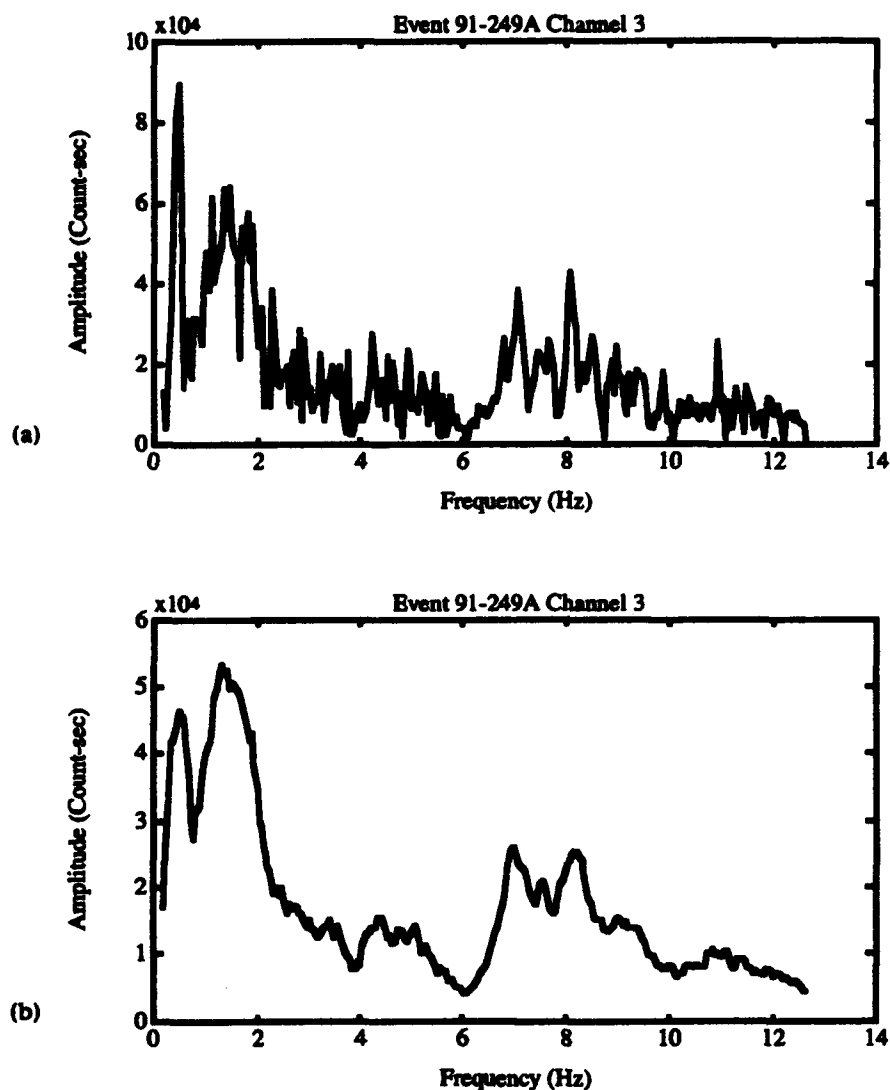 x10⁴ Event 91-249A Channel 3
10
8
6
4
2
0
Amplitude (Count-sec)
(a)
0 2 4 6 8 10 12 14
Frequency (Hz)
x10⁴ Event 91-249A Channel 3
6
5
4
3
2
1
0
Amplitude (Count-sec)
(b)
0 2 4 6 8 10 12 14
Frequency (Hz)